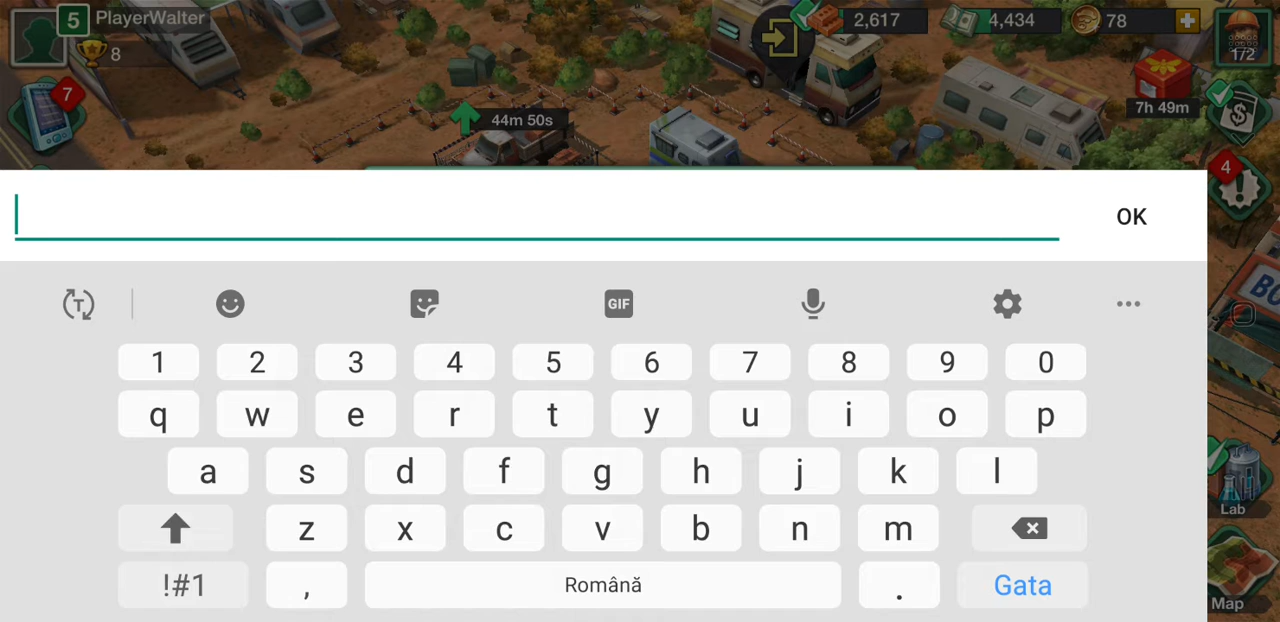 5 PlayerWalter 2,617 4,434 78
8 1/2
7 44m 50s 7h 49m
4
OK
GIF
1 2 3 4 5 6 7 8 9 0
q w e r t y u i o p
a s d f g h j k l
z x c v b n m
!#1 , Română . Gata
Lab
Map